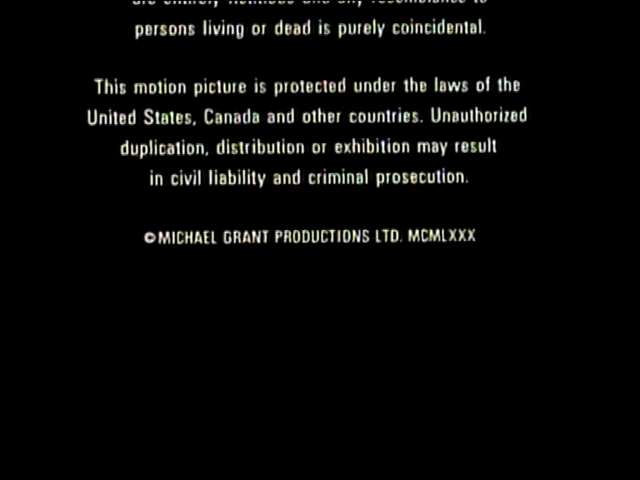 persons living or dead is purely coincidental.
This motion picture is protected under the laws of the
United States, Canada and other countries. Unauthorized
duplication, distribution or exhibition may result
in civil liability and criminal prosecution.
©MICHAEL GRANT PRODUCTIONS LTD. MCMLXXX